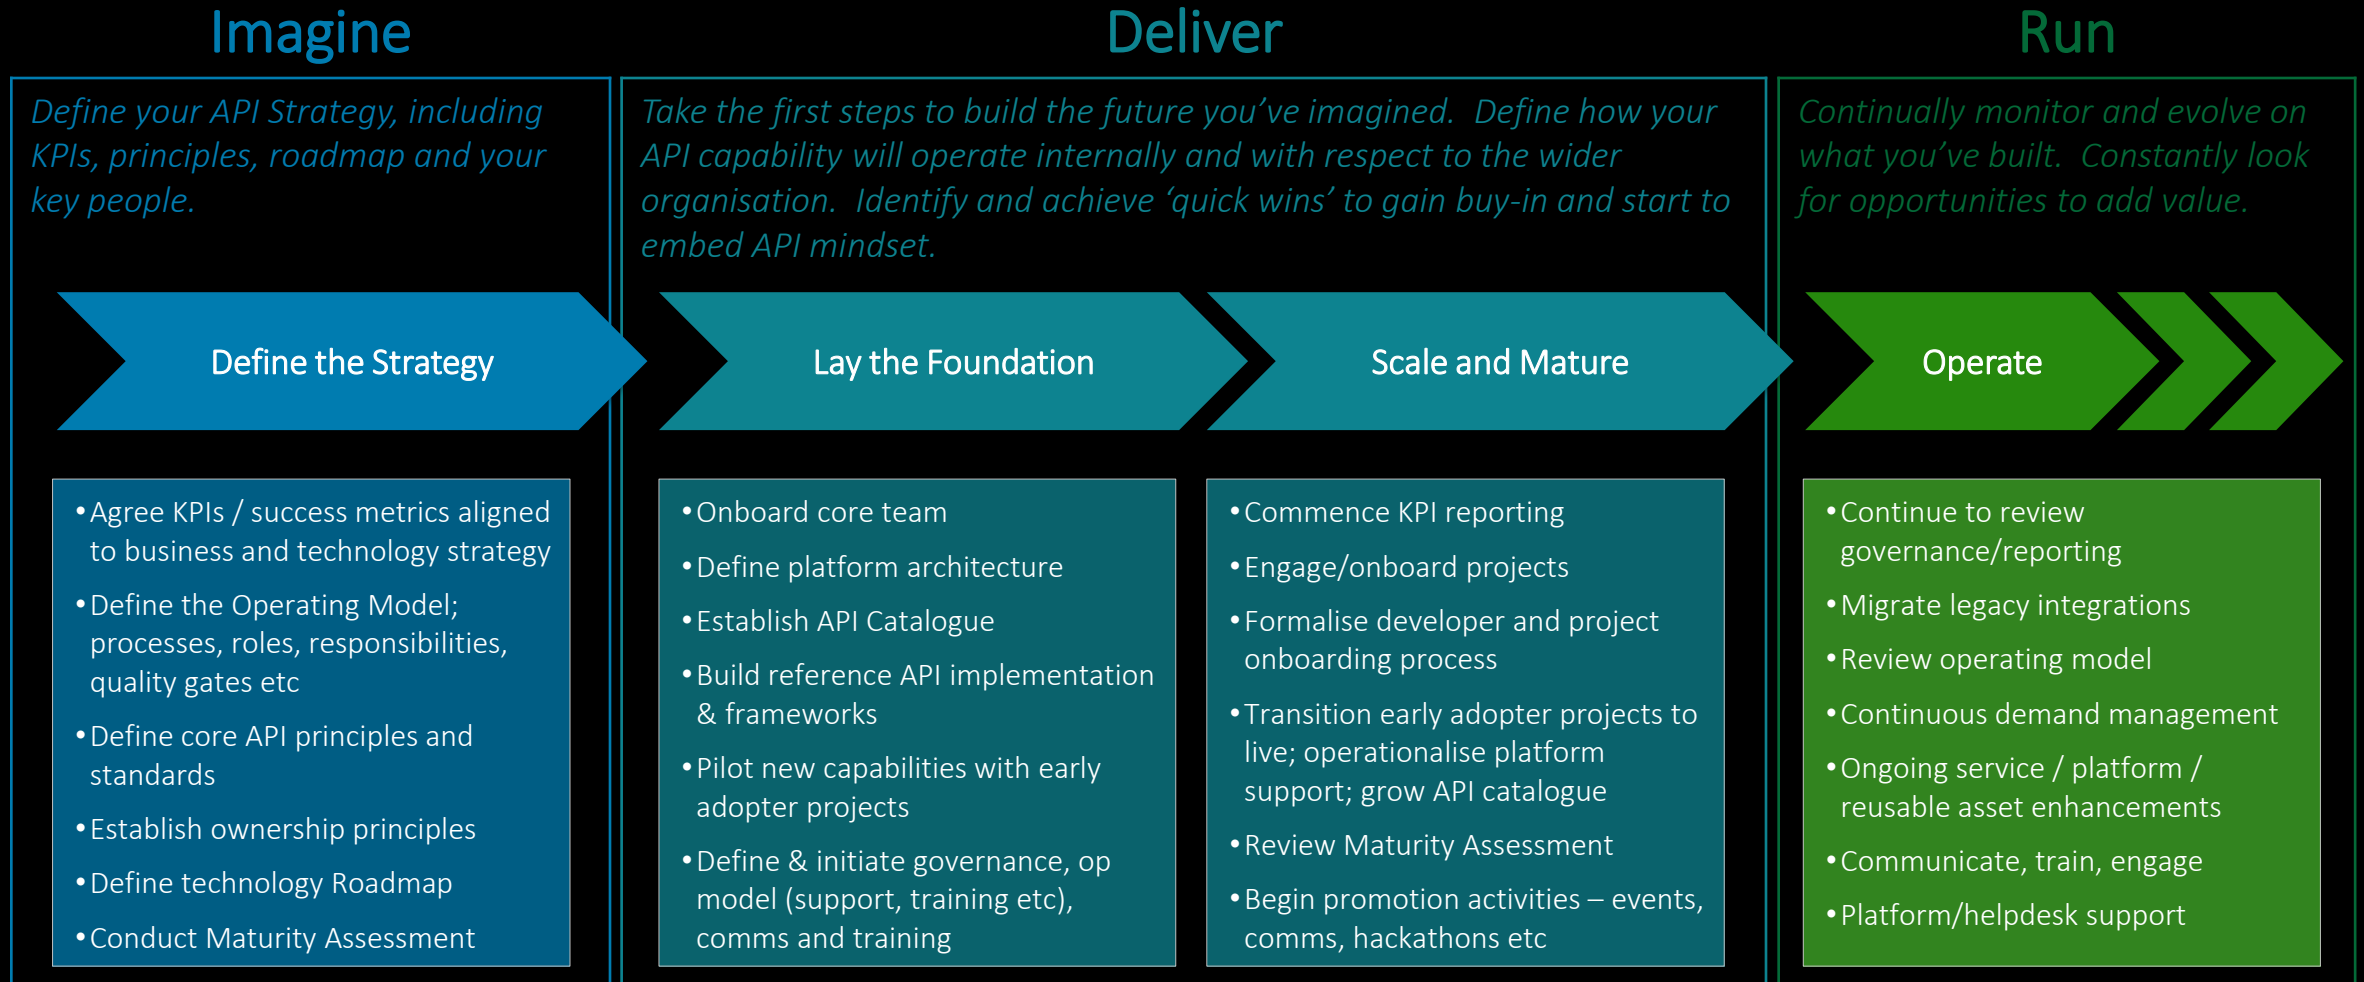 Imagine
Define your API Strategy, including
KPIs, principles, roadmap and your
key people.
Define the Strategy
•Agree KPIs / success metrics aligned
to business and technology strategy
•Define the Operating Model;
processes, roles, responsibilities,
quality gates etc
•Define core API principles and
standards
•Establish ownership principles
•Define technology Roadmap
•Conduct Maturity Assessment
Deliver
Take the first steps to build the future you’ve imagined.  Define how your
API capability will operate internally and with respect to the wider
organisation.  Identify and achieve ‘quick wins’ to gain buy-in and start to
embed API mindset.
Lay the Foundation
•Onboard core team
•Define platform architecture
•Establish API Catalogue
•Build reference API implementation
& frameworks
•Pilot new capabilities with early
adopter projects
•Define & initiate governance, op
model (support, training etc),
comms and training
Scale and Mature
•Commence KPI reporting
•Engage/onboard projects
•Formalise developer and project
onboarding process
•Transition early adopter projects to
live; operationalise platform
support; grow API catalogue
•Review Maturity Assessment
•Begin promotion activities – events,
comms, hackathons etc
Run
Continually monitor and evolve on
what you’ve built.  Constantly look
for opportunities to add value.
Operate
•Continue to review
governance/reporting
•Migrate legacy integrations
•Review operating model
•Continuous demand management
•Ongoing service / platform /
reusable asset enhancements
•Communicate, train, engage
•Platform/helpdesk support